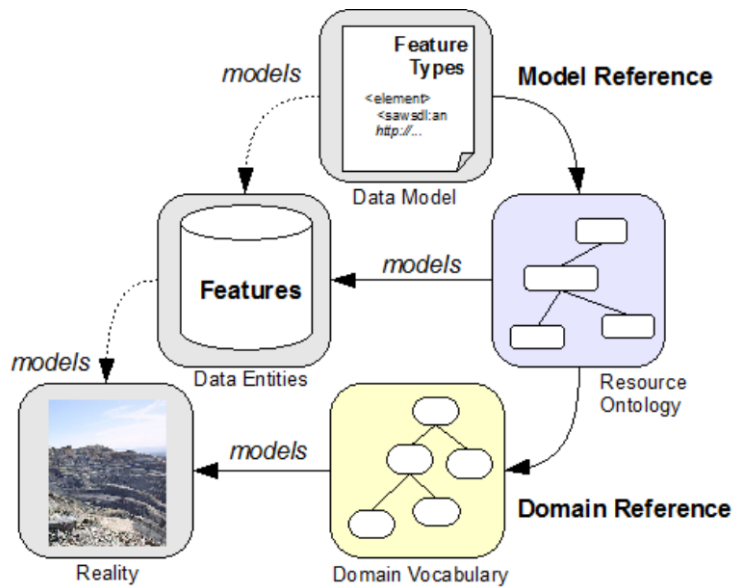 Feature
Types
models
Model Reference
<element>
<sawsdl:an
http://...
Data Model
models
Features
models
Data Entities
Resource
Ontology
models
Domain Reference
Reality
Domain Vocabulary